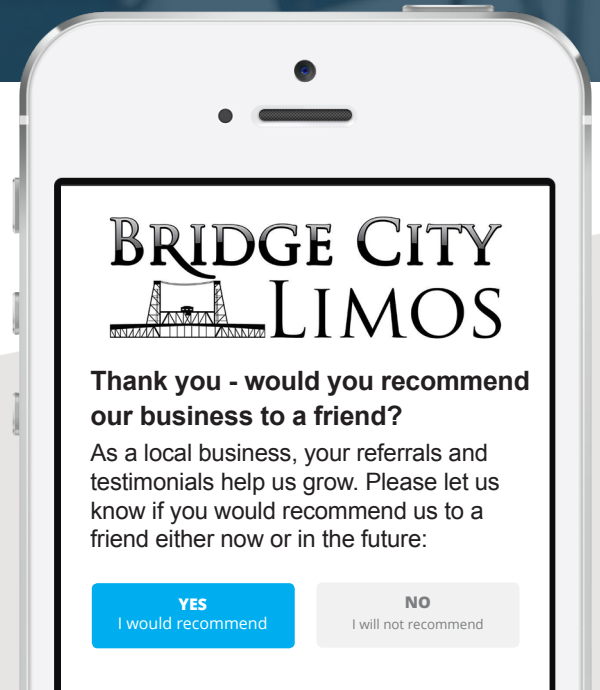 BRIDGE CITY
LIMOS
Thank you - would you recommend
our business to a friend?
As a local business, your referrals and
testimonials help us grow. Please let us
know if you would recommend us to a
friend either now or in the future:
YES
I would recommend
NO
I will not recommend